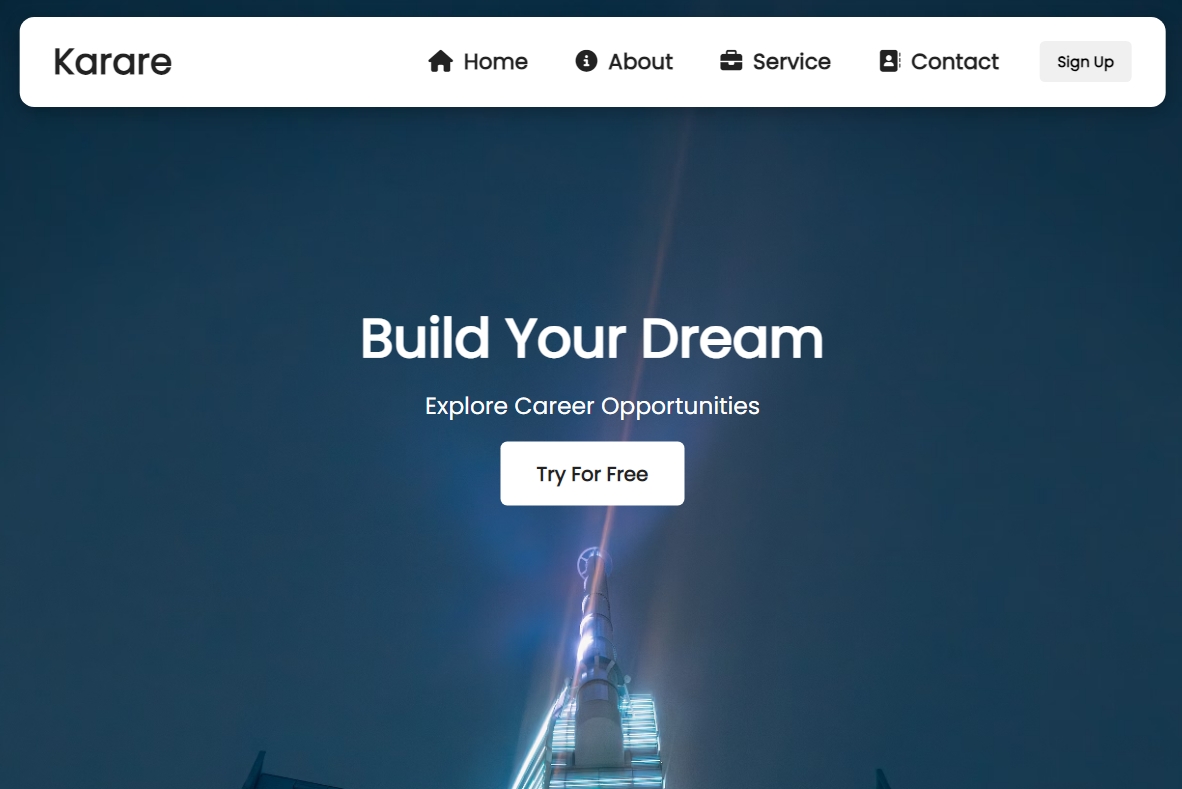 Karare
Home
About
Service
Contact
Sign Up
Build Your Dream
Explore Career Opportunities
Try For Free